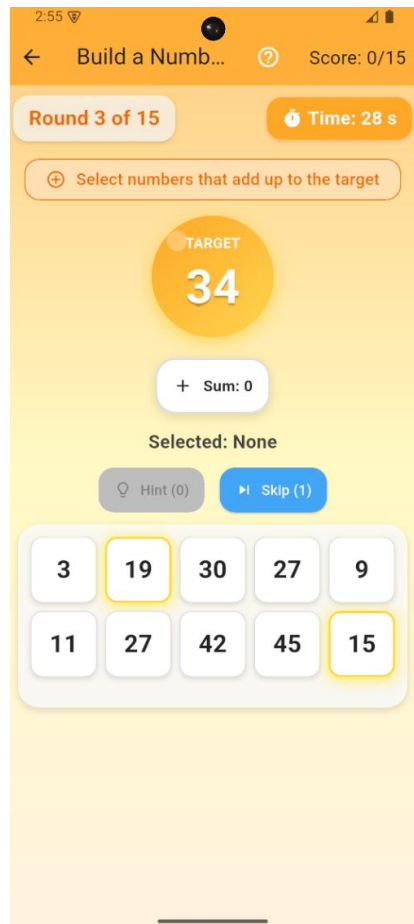 2:55
Build a Numb... Score: 0/15
Round 3 of 15 Time: 28 s
Select numbers that add up to the target
TARGET
34
+ Sum: 0
Selected: None
Hint (0) Skip (1)
3 19 30 27 9
11 27 42 45 15